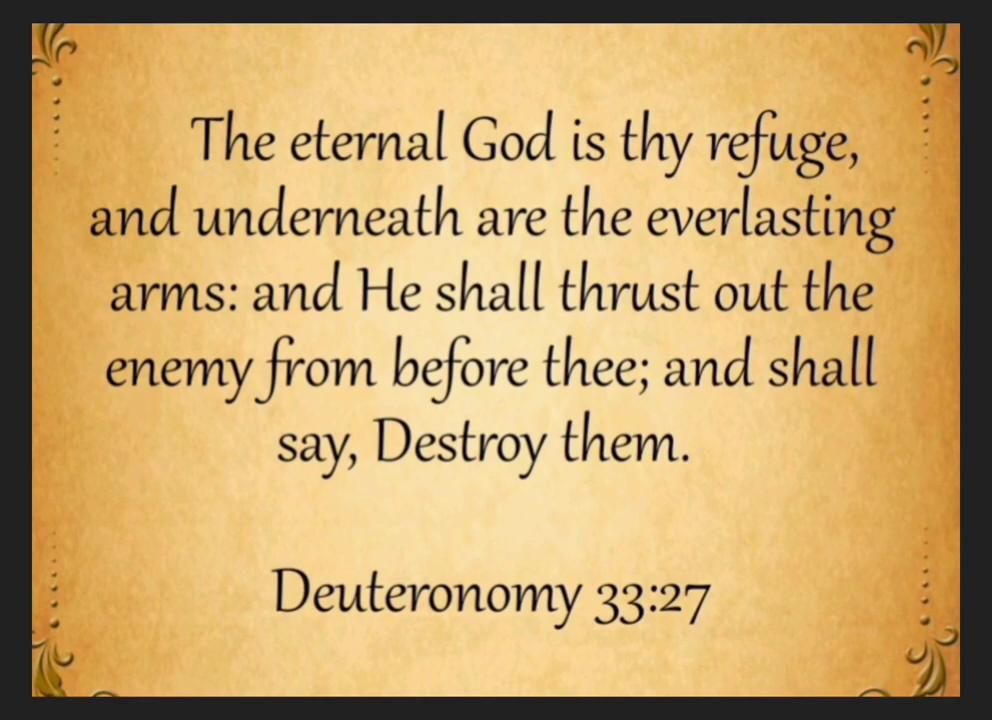 The eternal God is thy refuge,
and underneath are the everlasting
arms: and He shall thrust out the
enemy from before thee; and shall
say, Destroy them.
Deuteronomy 33:27